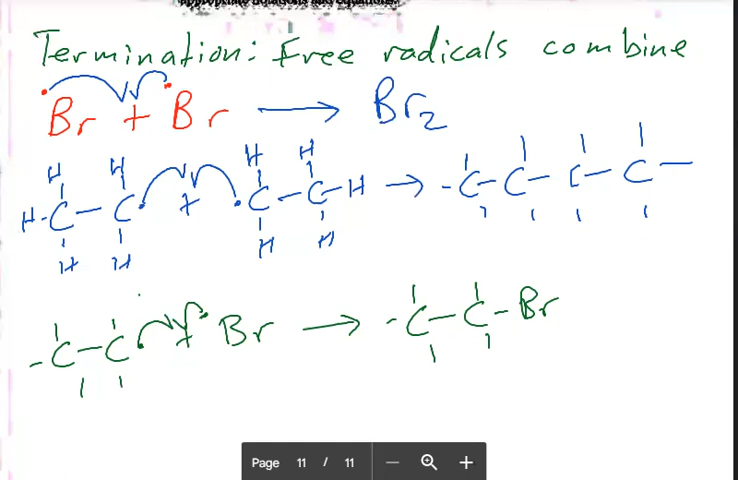 Termination: Free radicals combine
Br + Br → Br2
H H H H
H-C-C + C-C-H → -C-C-C-C-
H H H H
-C-C + Br → -C-C-Br
Page 11 / 11 − +